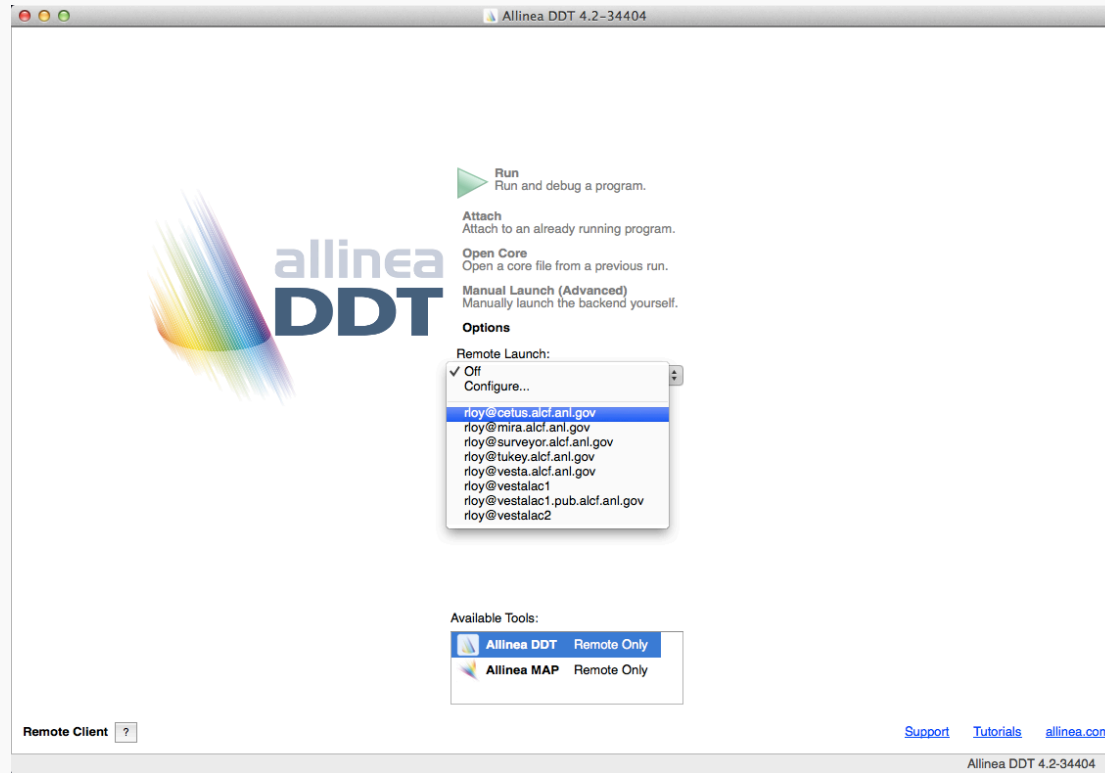 Allinea DDT 4.2-34404
Run
Run and debug a program.
Attach
Attach to an already running program.
Open Core
Open a core file from a previous run.
Manual Launch (Advanced)
Manually launch the backend yourself.
Options
allinea
DDT
Remote Launch:
✓ Off
Configure...
rloy@cetus.alcf.anl.gov
rloy@mira.alcf.anl.gov
rloy@surveyor.alcf.anl.gov
rloy@tukey.alcf.anl.gov
rloy@vesta.alcf.anl.gov
rloy@vestalac1
rloy@vestalac1.pub.alcf.anl.gov
rloy@vestalac2
Available Tools:
Allinea DDT Remote Only
Allinea MAP Remote Only
Remote Client ? Support Tutorials allinea.com
Allinea DDT 4.2-34404